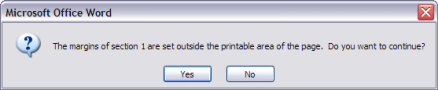 Microsoft Office Word
The margins of section 1 are set outside the printable area of the page.  Do you want to continue?
Yes
No